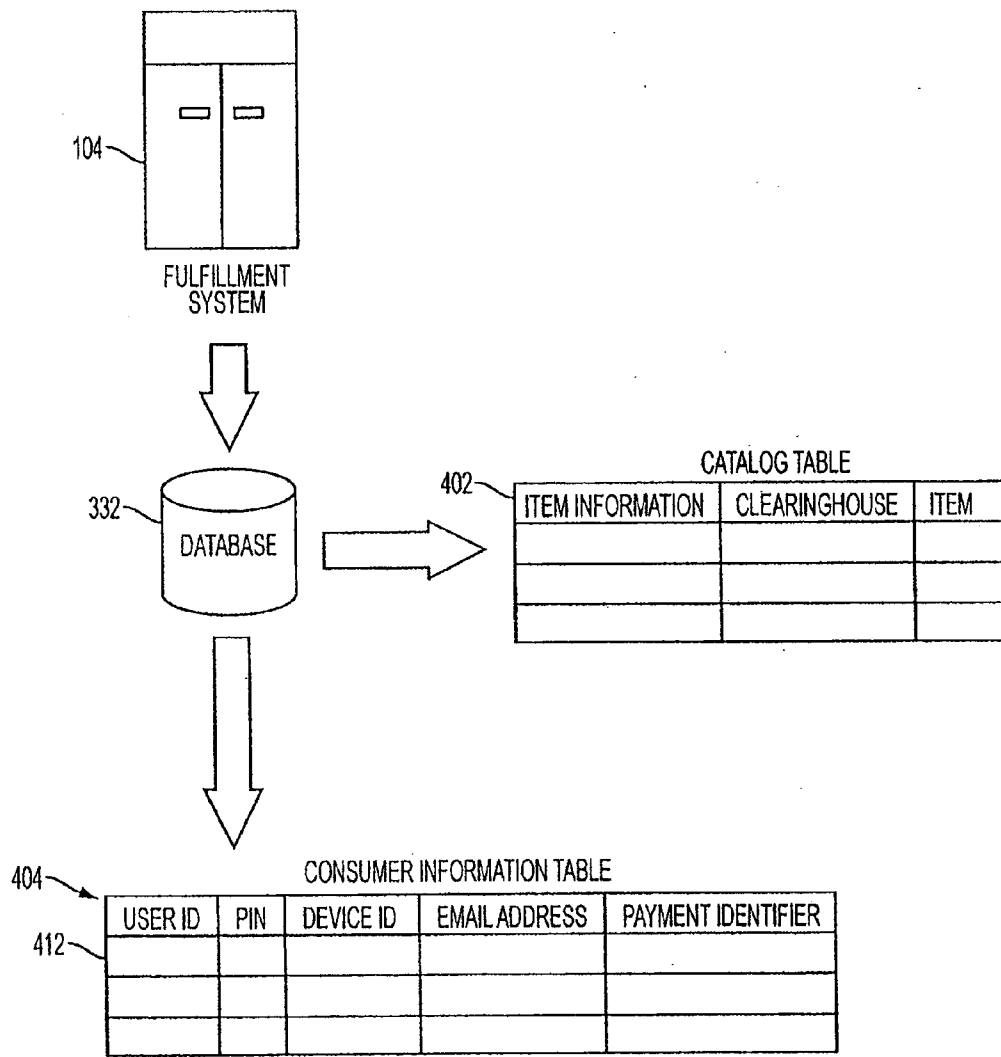 104
FULFILLMENT
SYSTEM
332
DATABASE
CATALOG TABLE
402
ITEM INFORMATION CLEARINGHOUSE ITEM
CONSUMER INFORMATION TABLE
404
USER ID PIN DEVICE ID EMAIL ADDRESS PAYMENT IDENTIFIER
412